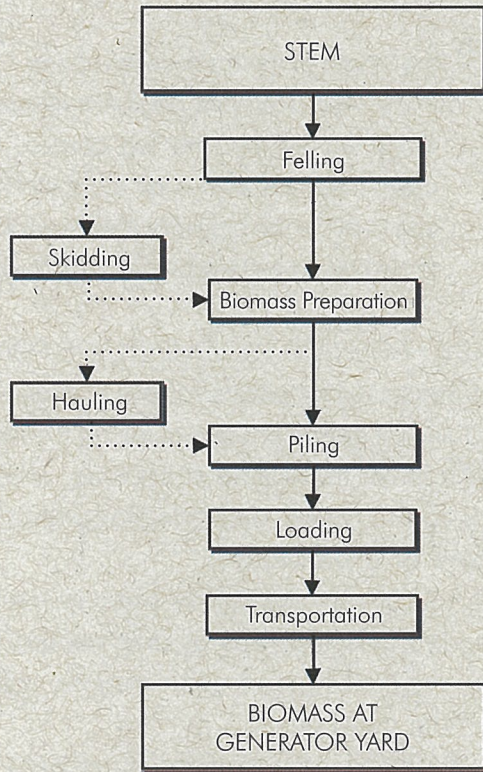 STEM
Felling
Skidding
Biomass Preparation
Hauling
Piling
Loading
Transportation
BIOMASS AT
GENERATOR YARD